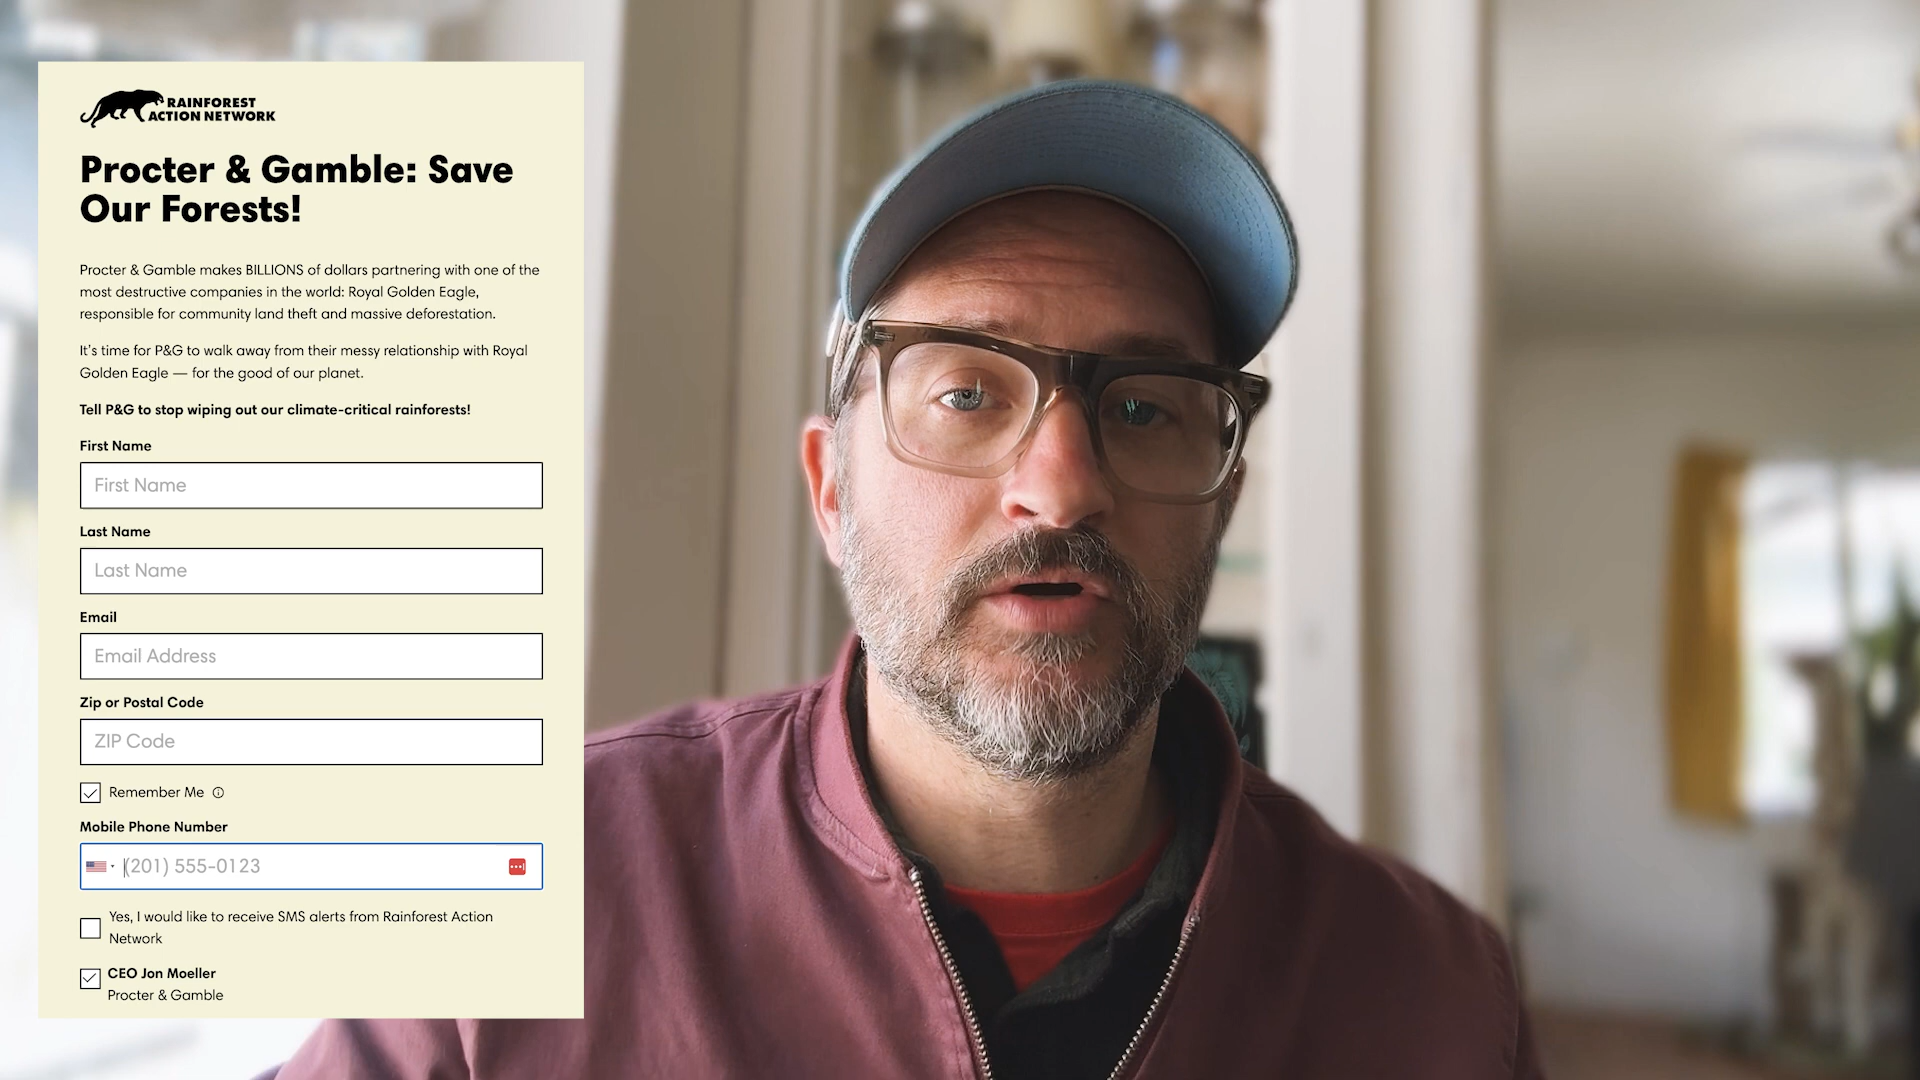 RAINFOREST
ACTION NETWORK
Procter & Gamble: Save
Our Forests!
Procter & Gamble makes BILLIONS of dollars partnering with one of the
most destructive companies in the world: Royal Golden Eagle,
responsible for community land theft and massive deforestation.
It's time for P&G to walk away from their messy relationship with Royal
Golden Eagle — for the good of our planet.
Tell P&G to stop wiping out our climate-critical rainforests!
First Name
First Name
Last Name
Last Name
Email
Email Address
Zip or Postal Code
ZIP Code
Remember Me
Mobile Phone Number
(201) 555-0123
Yes, I would like to receive SMS alerts from Rainforest Action
Network
CEO Jon Moeller
Procter & Gamble